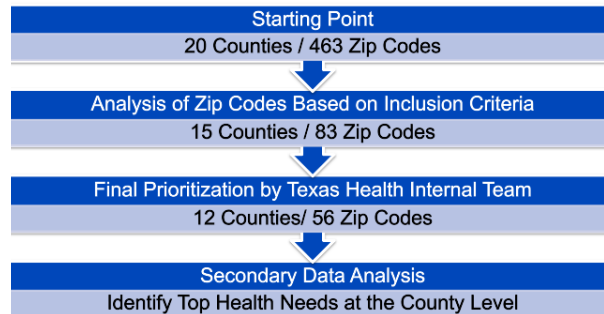 Starting Point
20 Counties / 463 Zip Codes
Analysis of Zip Codes Based on Inclusion Criteria
15 Counties / 83 Zip Codes
Final Prioritization by Texas Health Internal Team
12 Counties/ 56 Zip Codes
Secondary Data Analysis
Identify Top Health Needs at the County Level